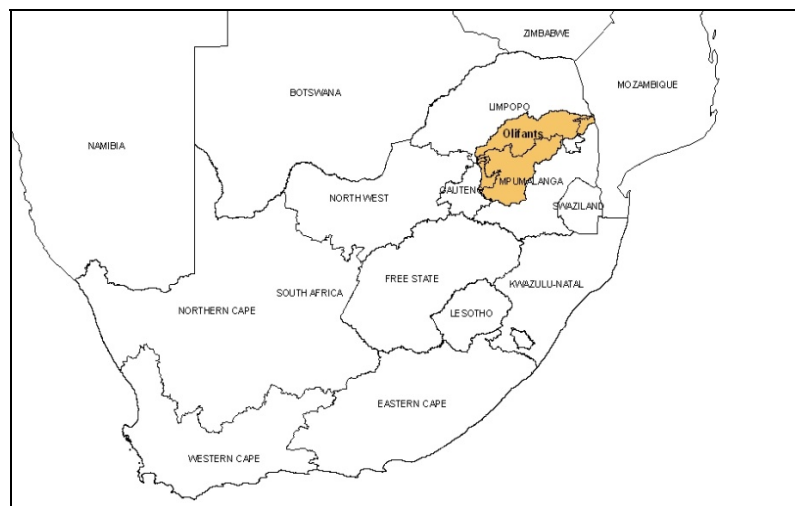 ZIMBABWE
MOZAMBIQUE
BOTSWANA
LIMPOPO
Olifants
NAMIBIA
MPUMALANGA
GAUTENG
NORTH WEST
SWAZILAND
FREE STATE
KWAZULU-NATAL
SOUTH AFRICA
NORTHERN CAPE
LESOTHO
EASTERN CAPE
WESTERN CAPE